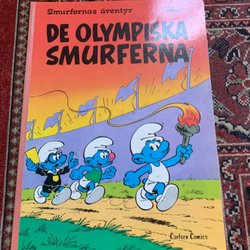 Smurfernas äventyr
DE OLYMPISKA
SMURFERNA
Carlsen Comics